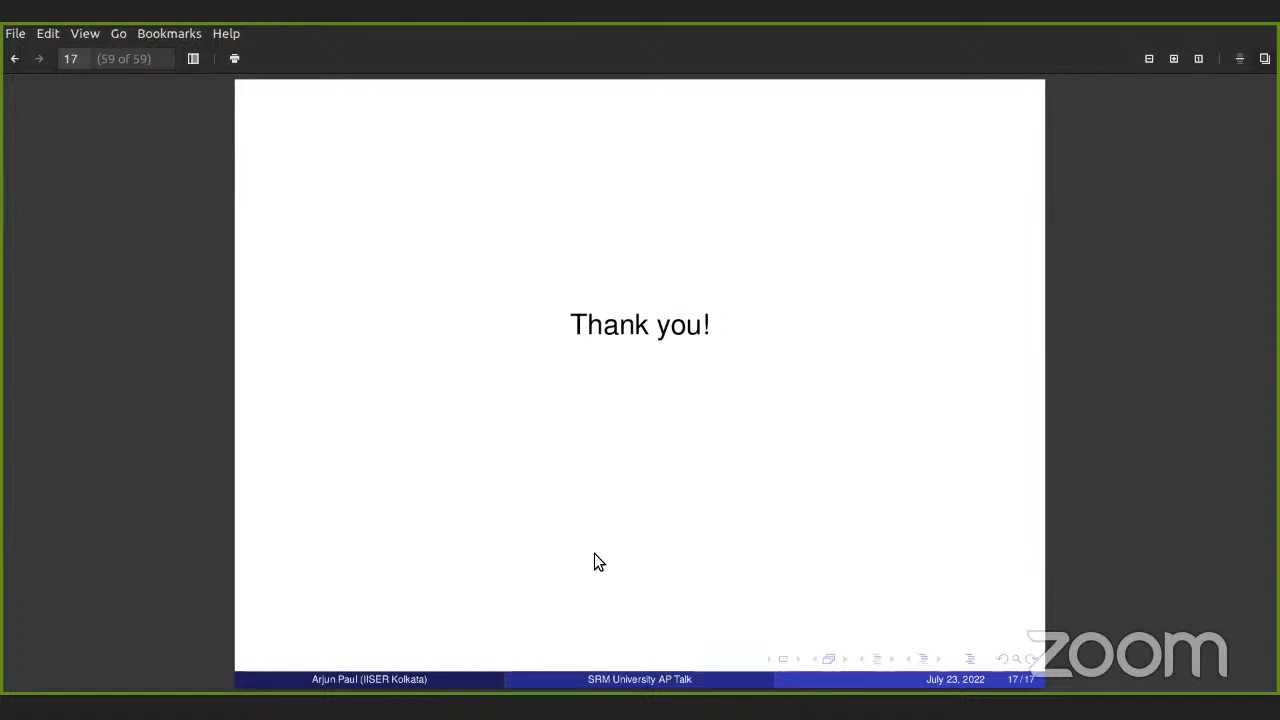 File Edit View Go Bookmarks Help
17 (59 of 59)
Thank you!
Arjun Paul (IISER Kolkata) SRM University AP Talk July 23, 2022 17 / 17
zoom